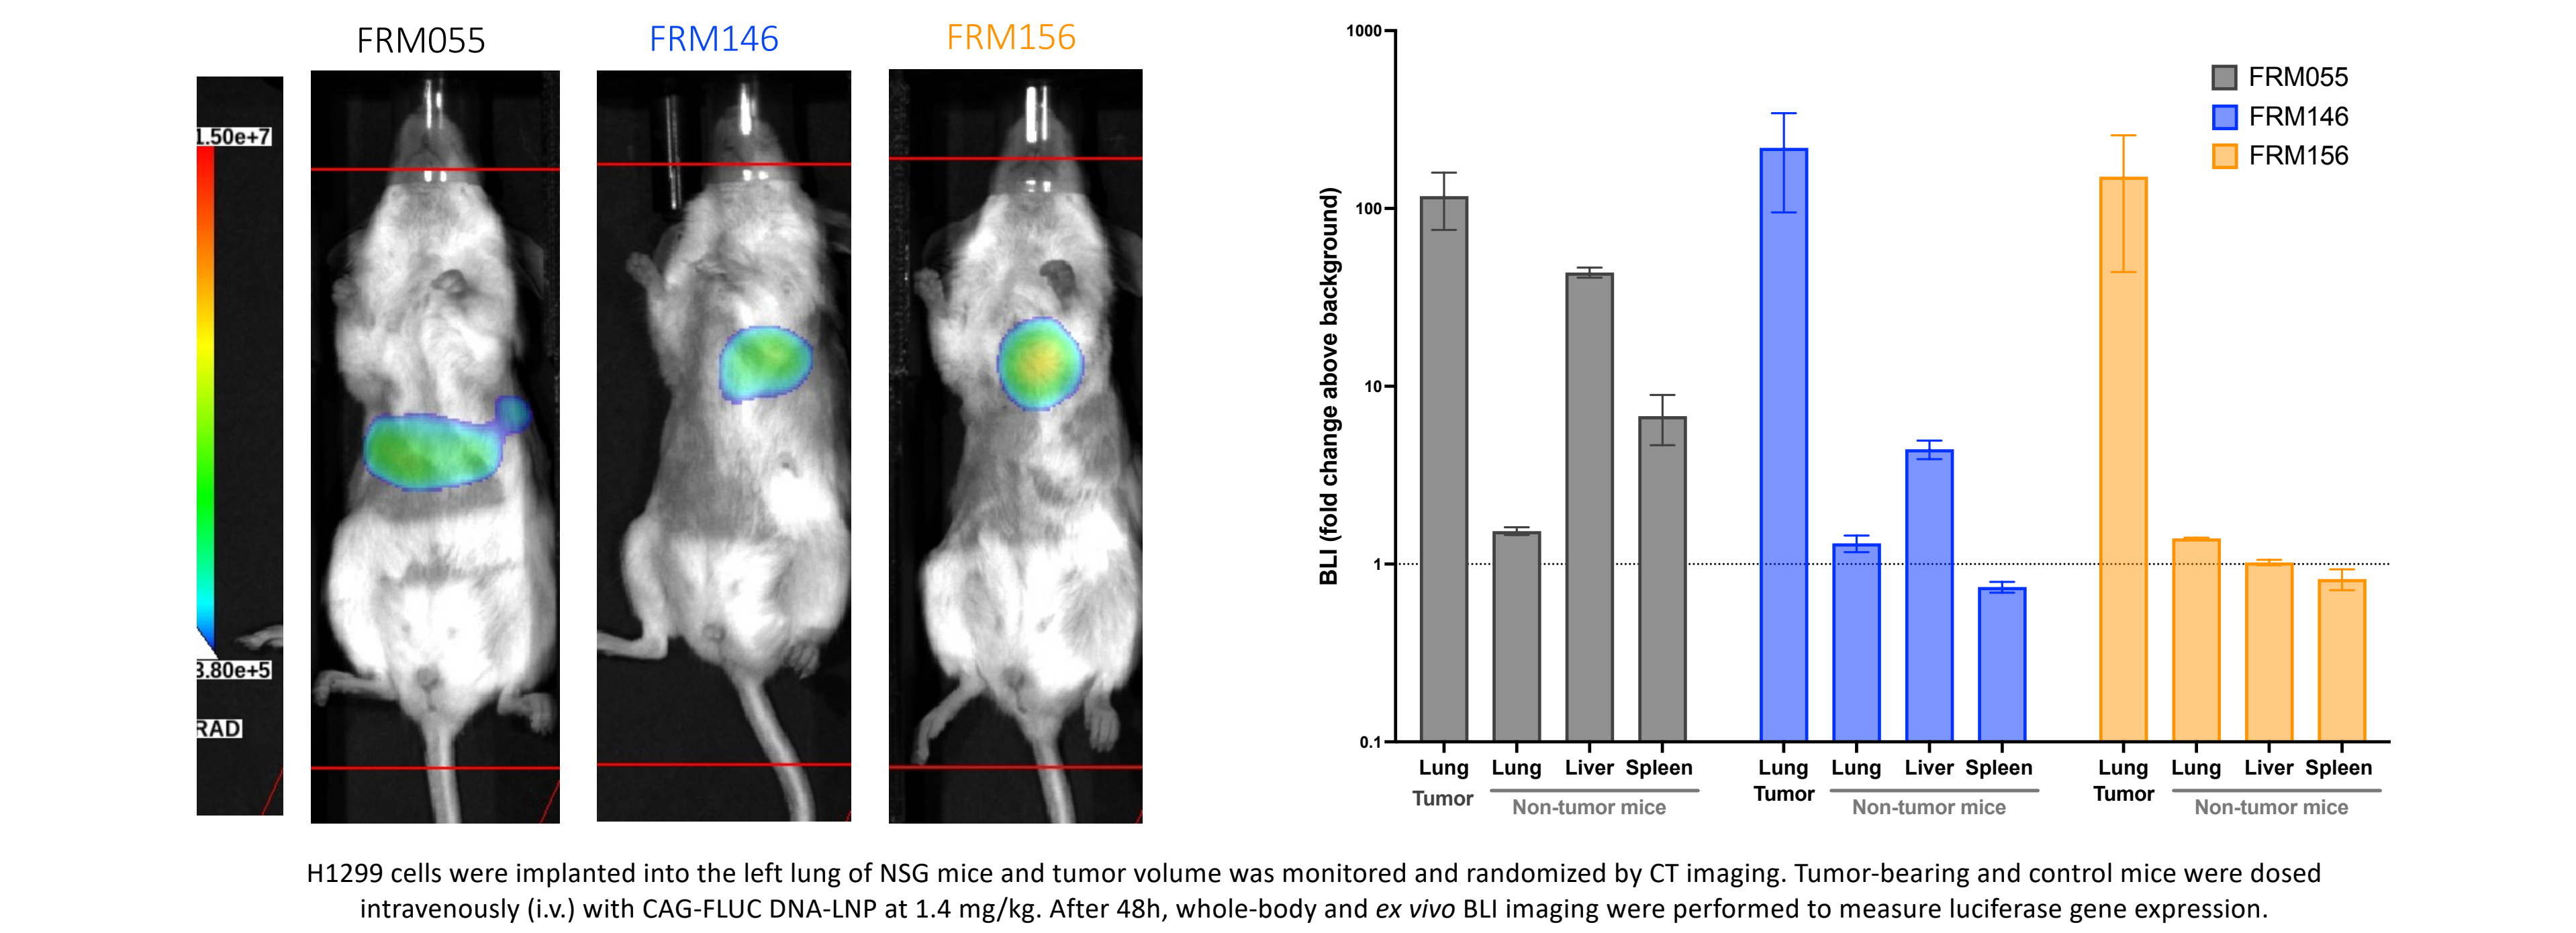 FRM055
FRM146
FRM156
1.50e+7
3.80e+5
RAD
BLI (fold change above background)
1000
100
10
1
0.1
FRM055
FRM146
FRM156
Lung Lung Liver Spleen Lung Lung Liver Spleen Lung Lung Liver Spleen
Tumor Non-tumor mice Tumor Non-tumor mice Tumor Non-tumor mice
H1299 cells were implanted into the left lung of NSG mice and tumor volume was monitored and randomized by CT imaging. Tumor-bearing and control mice were dosed
intravenously (i.v.) with CAG-FLUC DNA-LNP at 1.4 mg/kg. After 48h, whole-body and ex vivo BLI imaging were performed to measure luciferase gene expression.